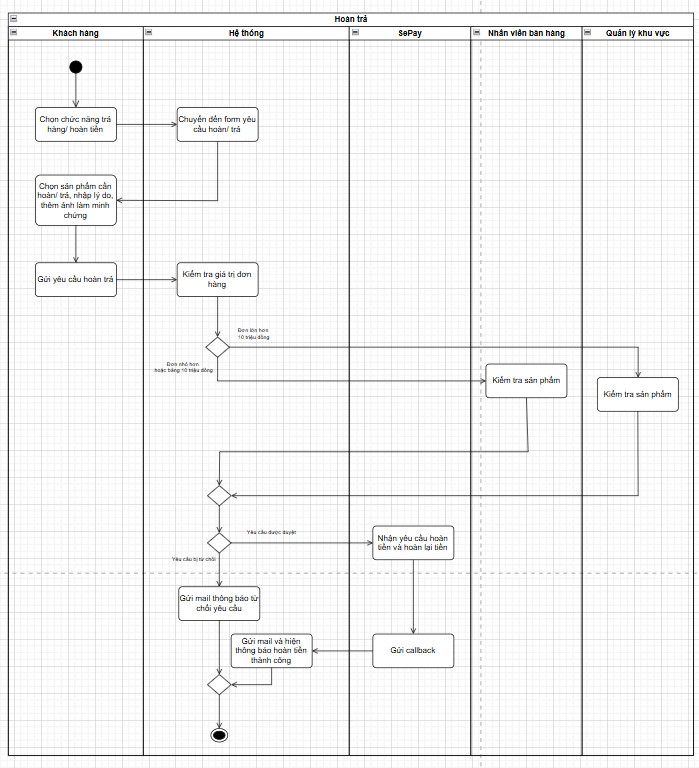 Hoàn trả
Khách hàng
Hệ thống
SePay
Nhân viên bán hàng
Quản lý khu vực
Chọn chức năng trả
hàng/ hoàn tiền
Chuyển đến form yêu
cầu hoàn/ trả
Chọn sản phẩm cần
hoàn/ trả, nhập lý do,
thêm ảnh làm minh
chứng
Gửi yêu cầu hoàn trả
Kiểm tra giá trị đơn
hàng
Đơn lớn hơn
10 triệu đồng
Đơn nhỏ hơn
hoặc bằng 10 triệu đồng
Kiểm tra sản phẩm
Kiểm tra sản phẩm
Yêu cầu được duyệt
Nhận yêu cầu hoàn
tiền và hoàn lại tiền
Yêu cầu bị từ chối
Gửi mail thông báo từ
chối yêu cầu
Gửi mail và hiện
thông báo hoàn tiền
thành công
Gửi callback